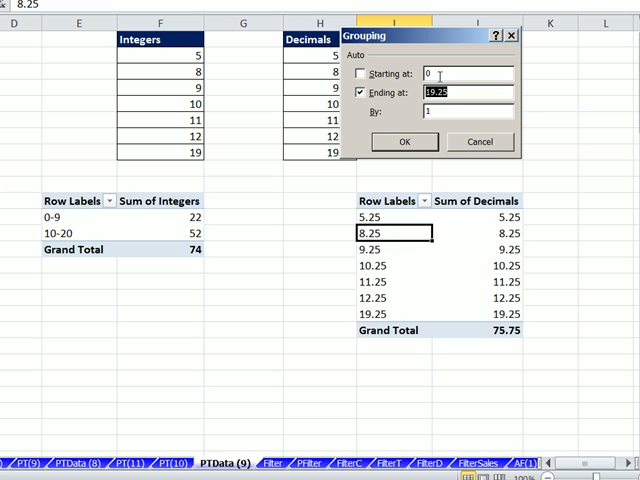 8.25
D E F G H I J K L
Integers Decimals
5 5
8 8
9 9
10 10
11 11
12 12
19 19
Grouping
Auto
Starting at: 0
Ending at: 19.25
By: 1
OK Cancel
Row Labels Sum of Integers Row Labels Sum of Decimals
0-9 22 5.25 5.25
10-20 52 8.25 8.25
Grand Total 74 9.25 9.25
10.25 10.25
11.25 11.25
12.25 12.25
19.25 19.25
Grand Total 75.75
) PT(9) PTData (8) PT(11) PT(10) PTData (9) Filter PFilter FilterC FilterT FilterD FilterSales AF(1)
100%